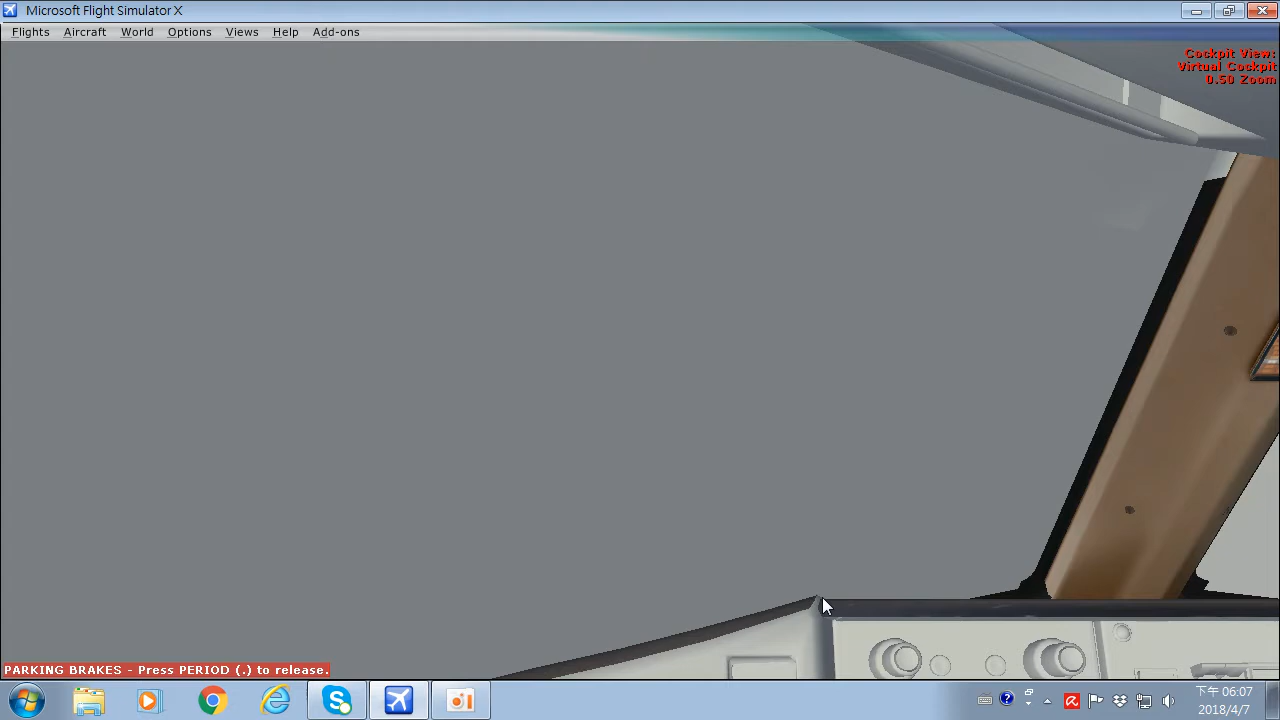 Microsoft Flight Simulator X
Flights Aircraft World Options Views Help Add-ons
Cockpit View:
Virtual Cockpit
0.50 Zoom
PARKING BRAKES - Press PERIOD (.) to release.
下午 06:07
2018/4/7